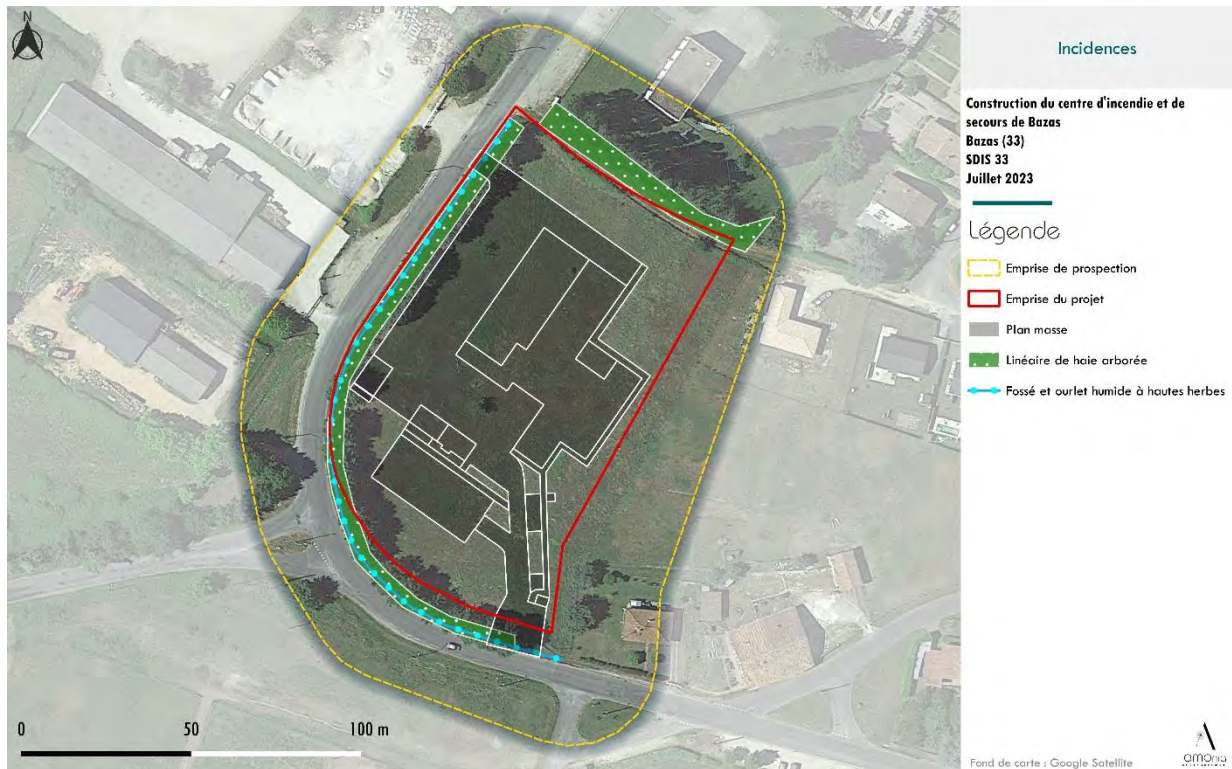 N
Incidences
Construction du centre d'incendie et de
secours de Bazas
Bazas (33)
SDIS 33
Juillet 2023
Légende
Emprise de prospection
Emprise du projet
Plan masse
Linéaire de haie arborée
Fossé et ourlet humide à hautes herbes
0 50 100 m
Fond de carte : Google Satellite